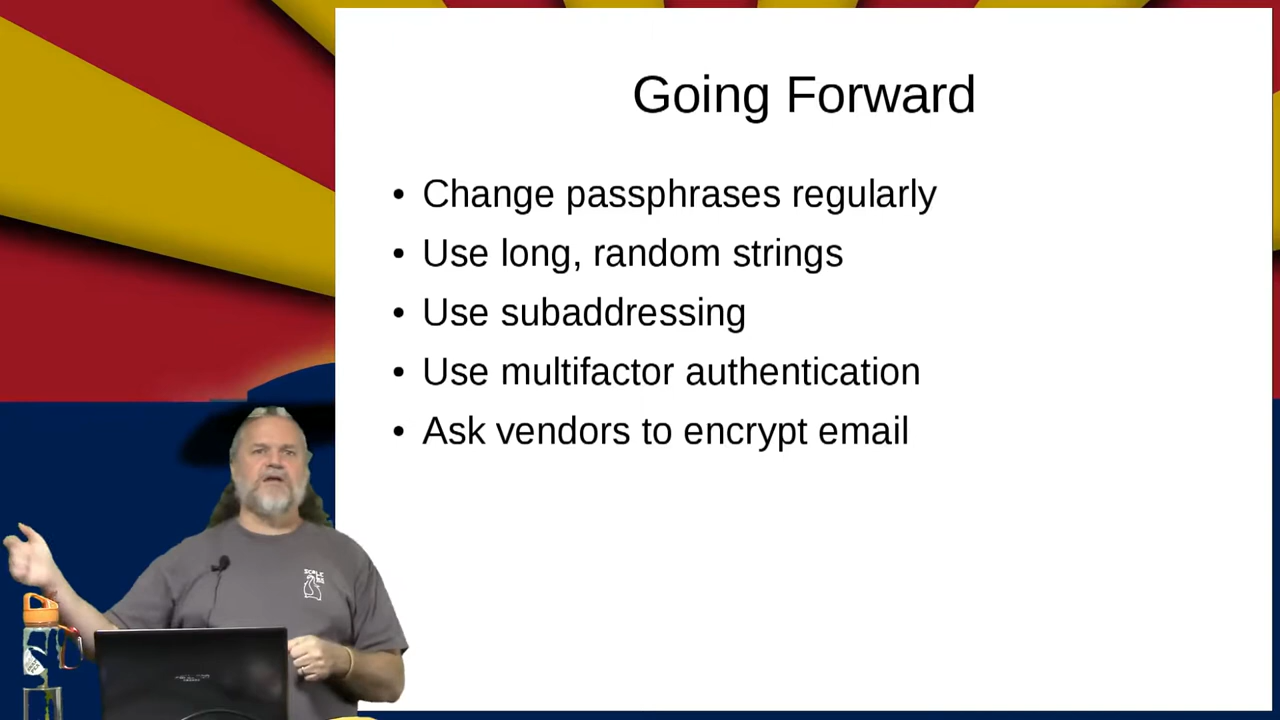 Going Forward
• Change passphrases regularly
• Use long, random strings
• Use subaddressing
• Use multifactor authentication
• Ask vendors to encrypt email
SCALE